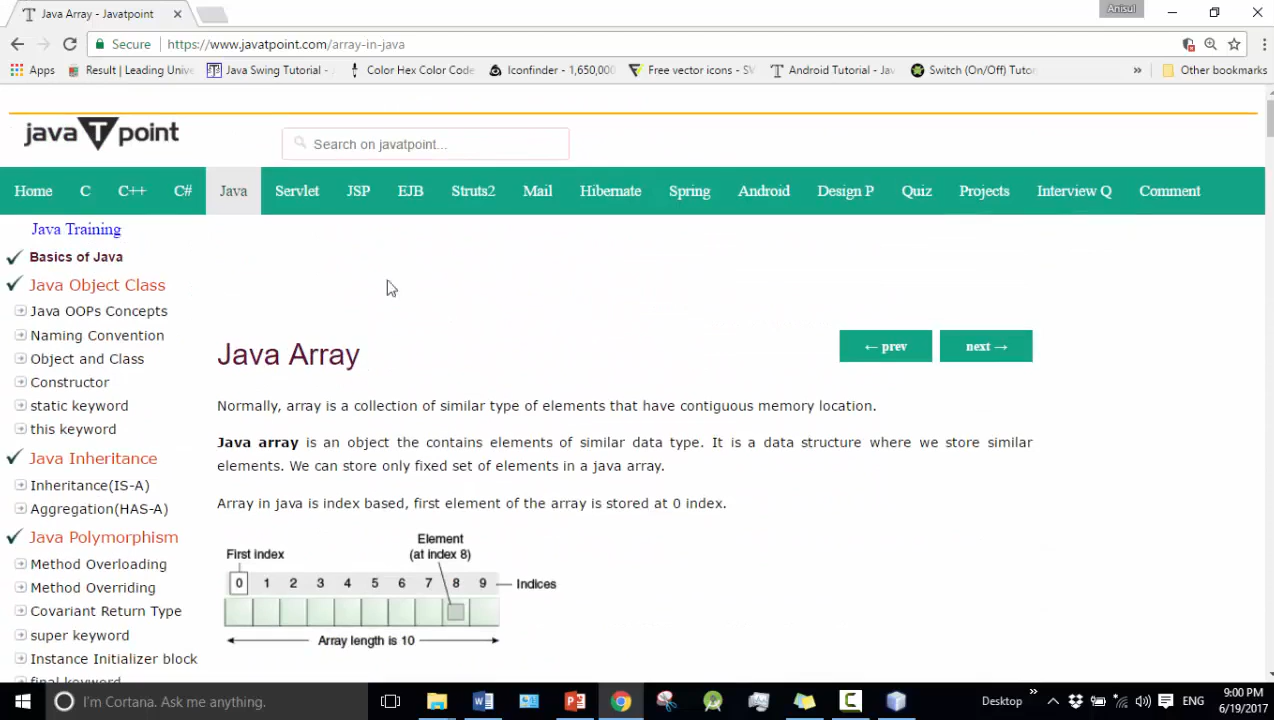 Java Array - Javatpoint
Anisul
Secure https://www.javatpoint.com/array-in-java
Apps Result | Leading Unive Java Swing Tutorial - Color Hex Color Code Iconfinder - 1,650,000 Free vector icons - SV Android Tutorial - Jav Switch (On/Off) Tutor » Other bookmarks
java T point
Search on javatpoint...
Home C C++ C# Java Servlet JSP EJB Struts2 Mail Hibernate Spring Android Design P Quiz Projects Interview Q Comment
Java Training
Basics of Java
Java Object Class
Java OOPs Concepts
Naming Convention
Object and Class
Constructor
static keyword
this keyword
Java Inheritance
Inheritance(IS-A)
Aggregation(HAS-A)
Java Polymorphism
Method Overloading
Method Overriding
Covariant Return Type
super keyword
Instance Initializer block
final keyword
Java Array
← prev
next →
Normally, array is a collection of similar type of elements that have contiguous memory location.
Java array is an object the contains elements of similar data type. It is a data structure where we store similar
elements. We can store only fixed set of elements in a java array.
Array in java is index based, first element of the array is stored at 0 index.
Element
First index (at index 8)
0 1 2 3 4 5 6 7 8 9 Indices
Array length is 10
I'm Cortana. Ask me anything.
Desktop » ENG
9:00 PM
6/19/2017